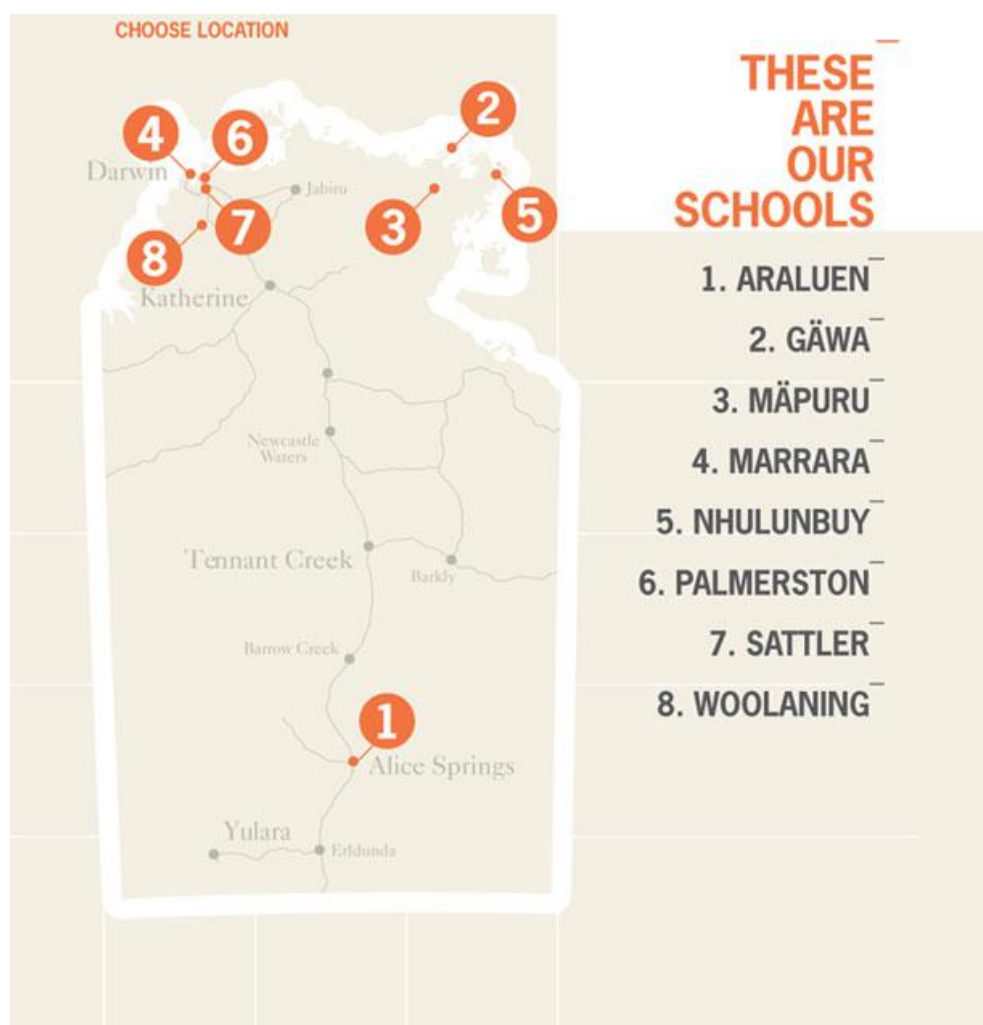 CHOOSE LOCATION
THESE
ARE
OUR
SCHOOLS
4
6
2
Darwin
Jabiru
3
5
7
8
Katherine
Newcastle
Waters
Tennant Creek
Barkly
Barrow Creek
1
Alice Springs
Yulara
Erldunda
1. ARALUEN
2. GÄWA
3. MÄPURU
4. MARRARA
5. NHULUNBUY
6. PALMERSTON
7. SATTLER
8. WOOLANING